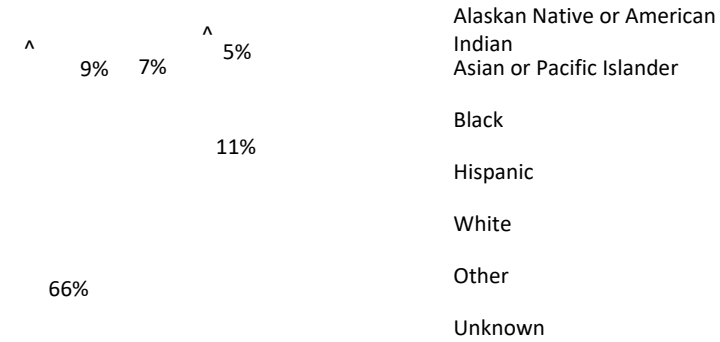 ^
^
5%
9%
7%
11%
66%
Alaskan Native or American
Indian
Asian or Pacific Islander
Black
Hispanic
White
Other
Unknown